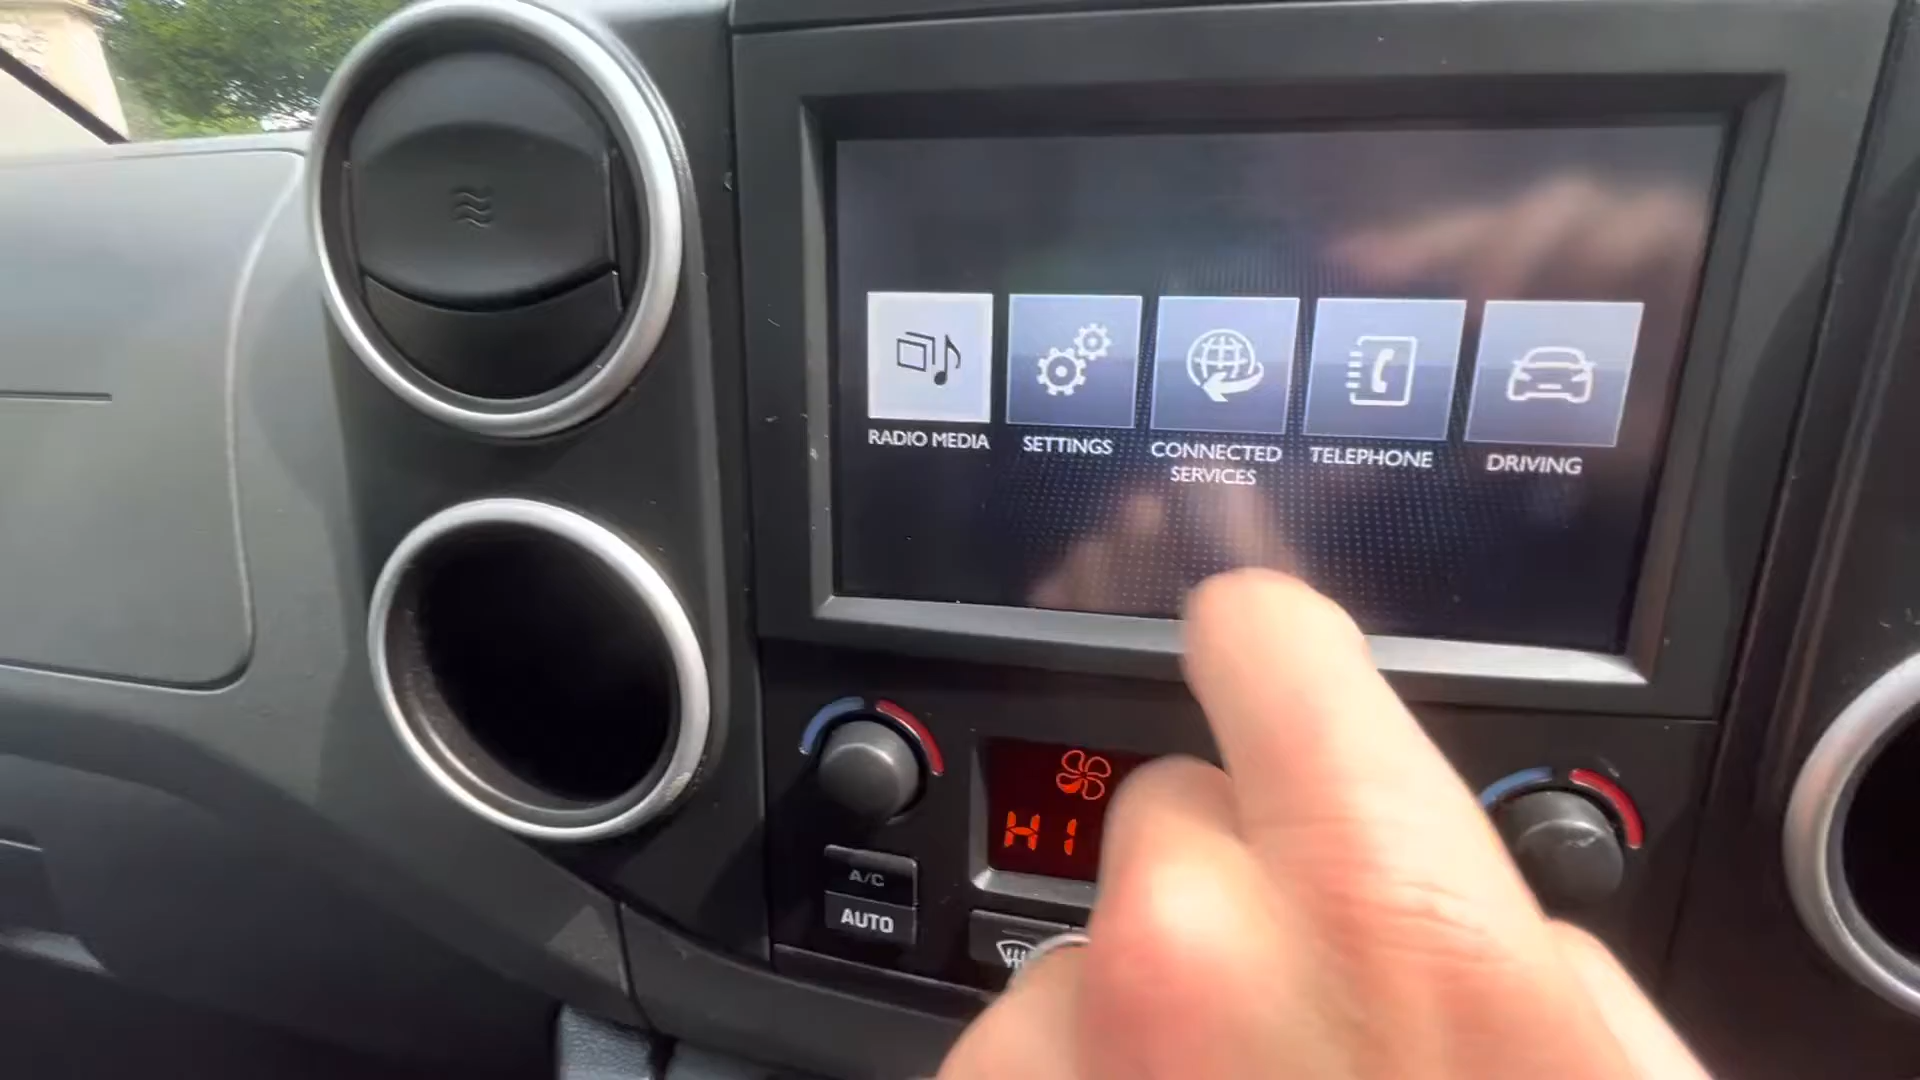 RADIO MEDIA
SETTINGS
CONNECTED
SERVICES
TELEPHONE
DRIVING
HI
A/C
AUTO